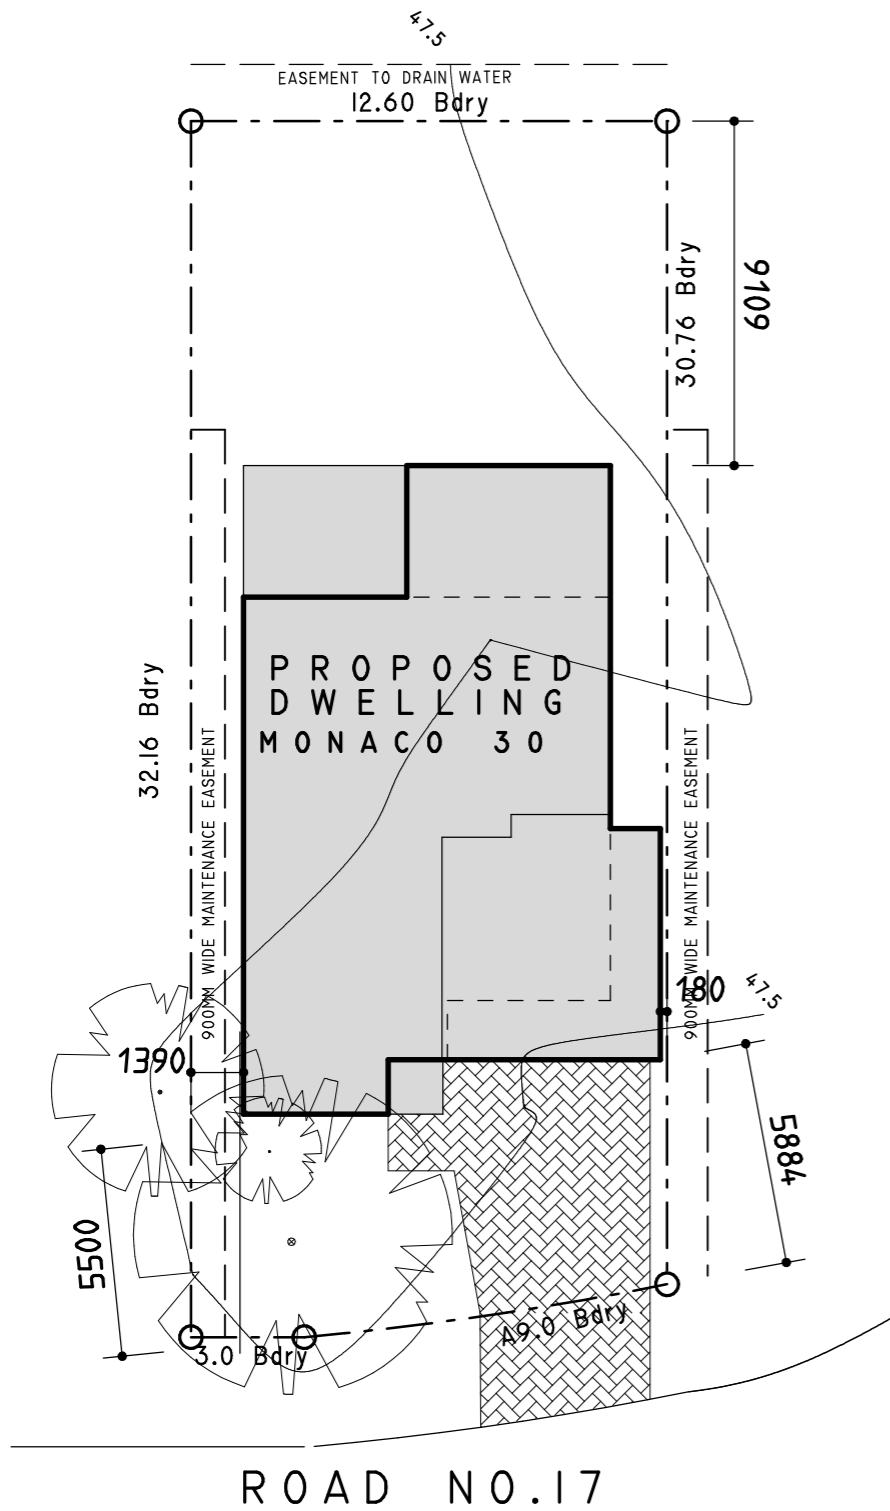 47.5
EASEMENT TO DRAIN WATER
12.60 Bdry
30.76 Bdry
9109
PROPOSED
DWELLING
MONACO 30
32.16 Bdry
900MM WIDE MAINTENANCE EASEMENT
900MM WIDE MAINTENANCE EASEMENT
180
47.5
1390
5884
5500
3.0 Bdry
A9.0 Bdry
ROAD NO.17